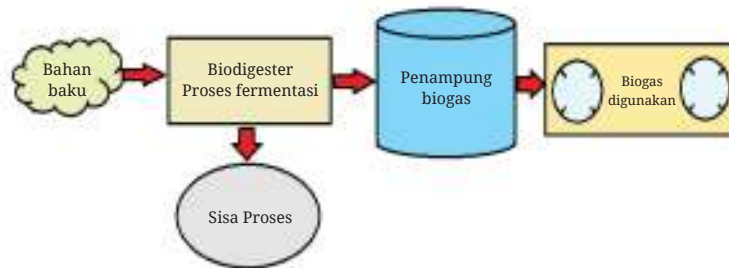 Bahan
baku
Biodigester
Proses fermentasi
Penampung
biogas
Biogas
digunakan
Sisa Proses